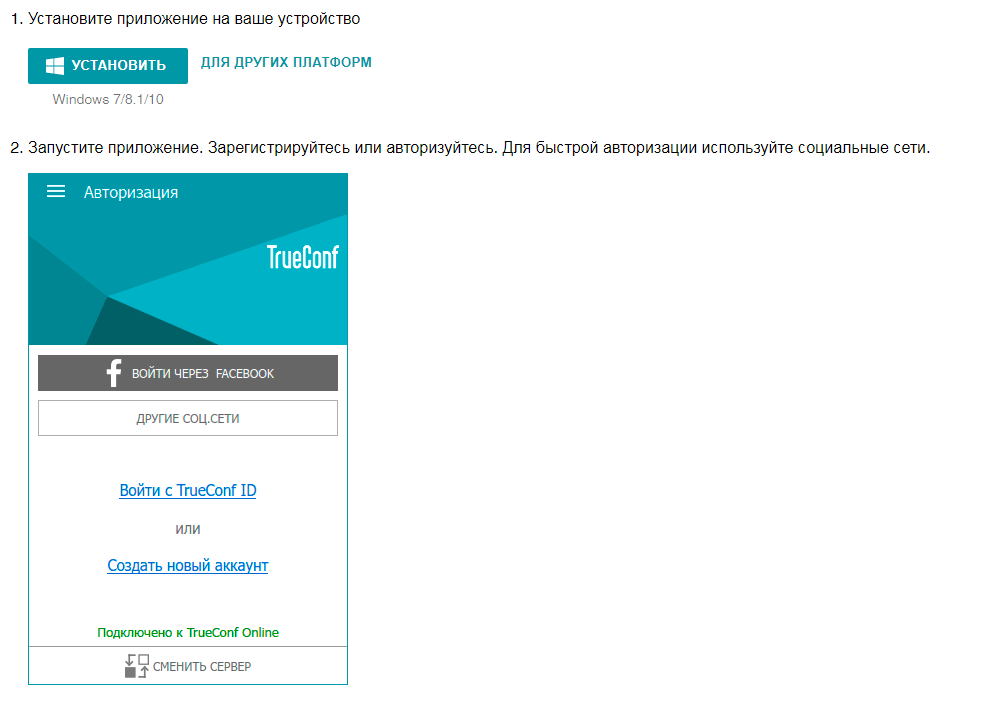 1. Установите приложение на ваше устройство
УСТАНОВИТЬ
ДЛЯ ДРУГИХ ПЛАТФОРМ
Windows 7/8.1/10
2. Запустите приложение. Зарегистрируйтесь или авторизуйтесь. Для быстрой авторизации используйте социальные сети.
Авторизация
TrueConf
ВОЙТИ ЧЕРЕЗ FACEBOOK
ДРУГИЕ СОЦ.СЕТИ
Войти с TrueConf ID
или
Создать новый аккаунт
Подключено к TrueConf Online
СМЕНИТЬ СЕРВЕР